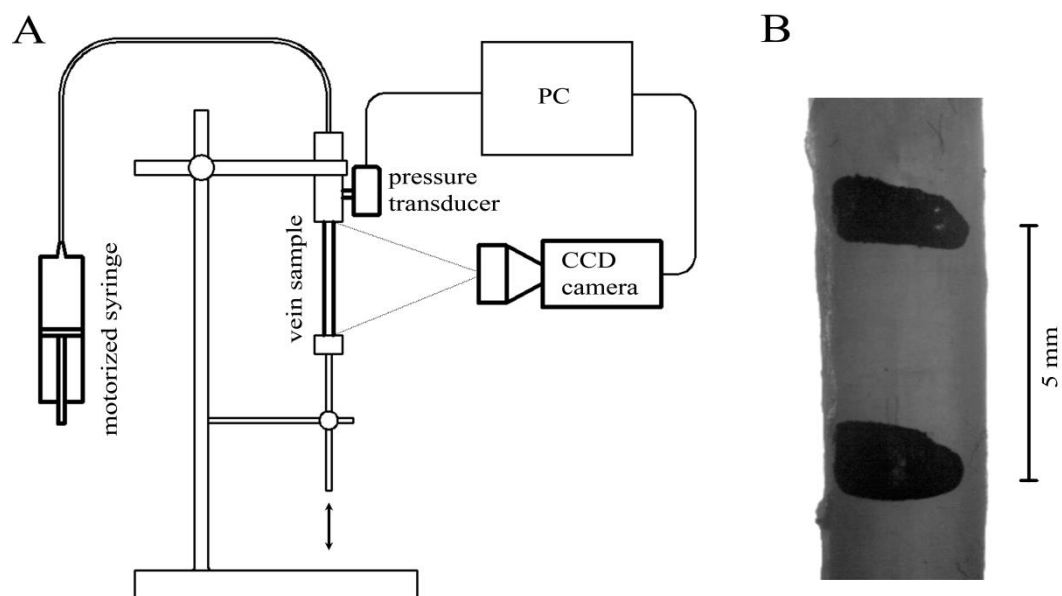 A
B
PC
pressure
transducer
CCD
camera
vein sample
motorized syringe
5 mm